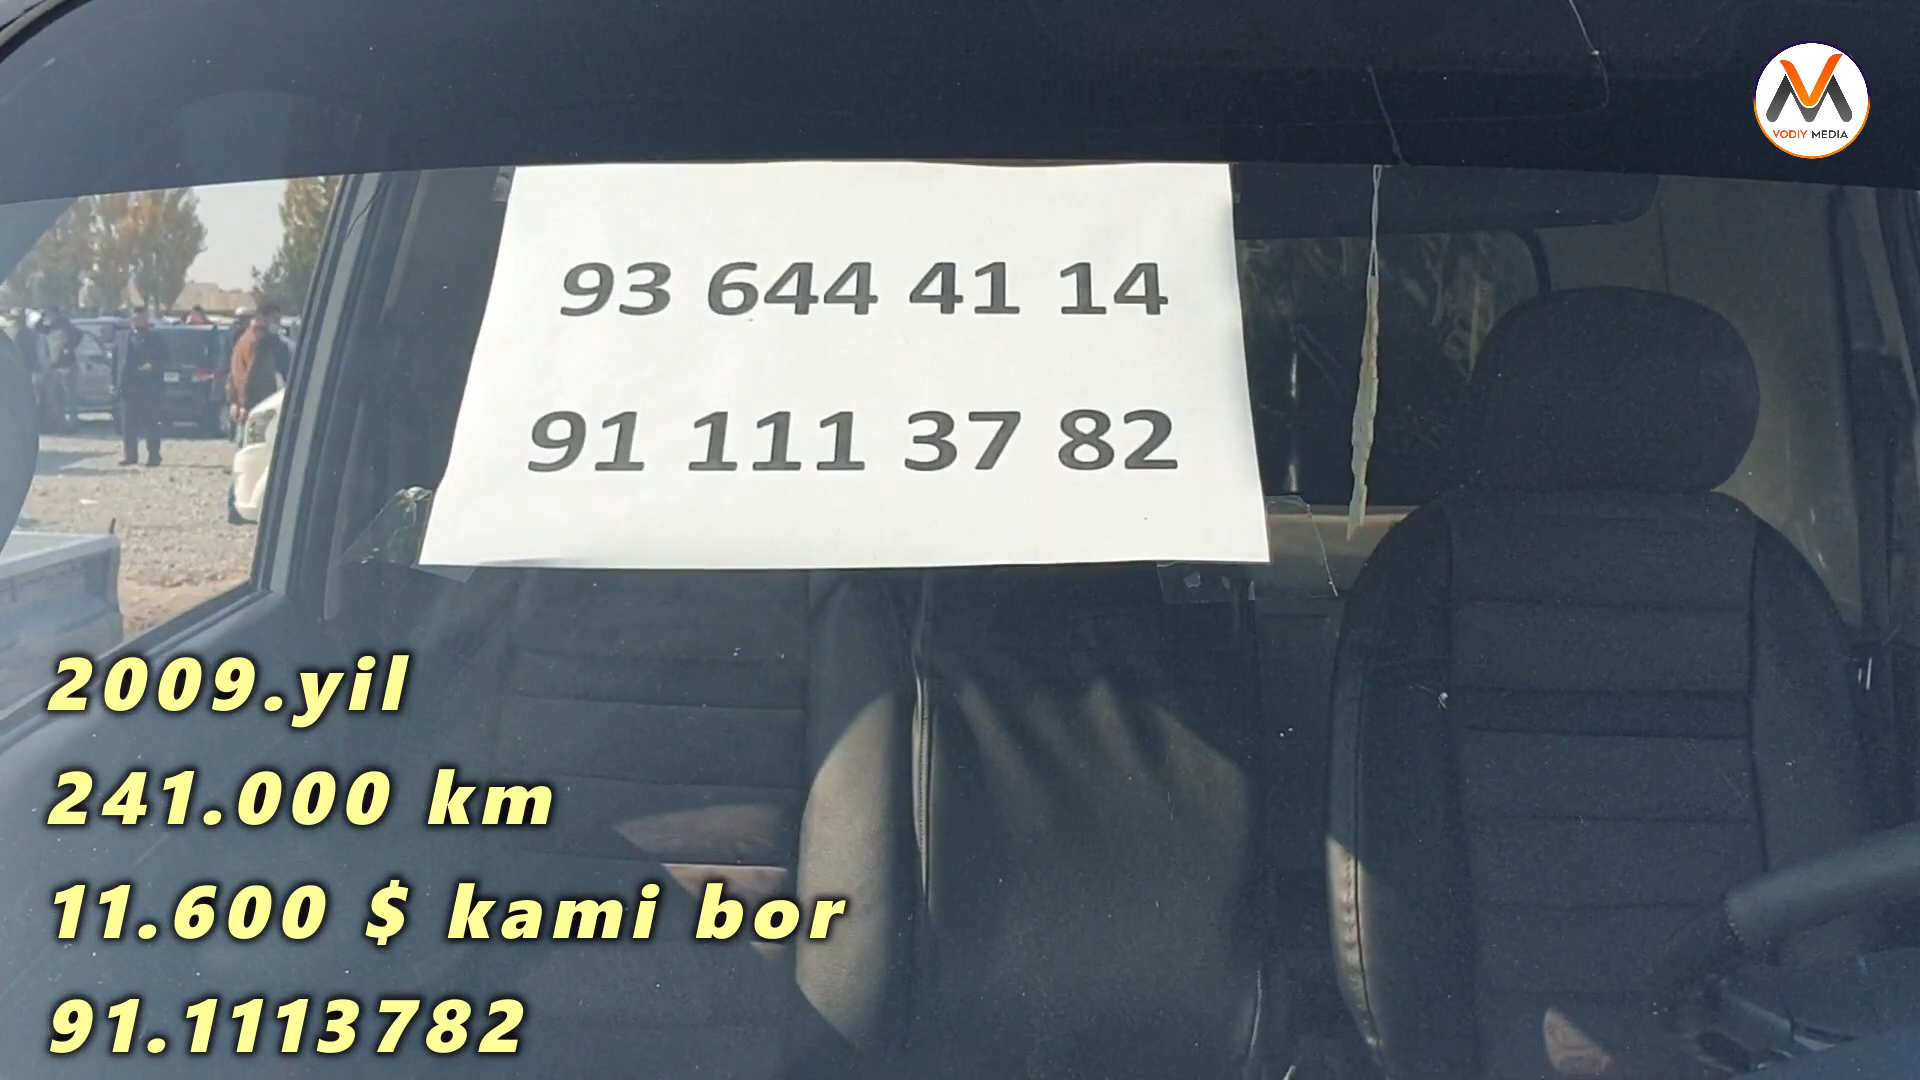 VODIY MEDIA
93 644 41 14
91 111 37 82
2009.yil
241.000 km
11.600 $ kami bor
91.1113782